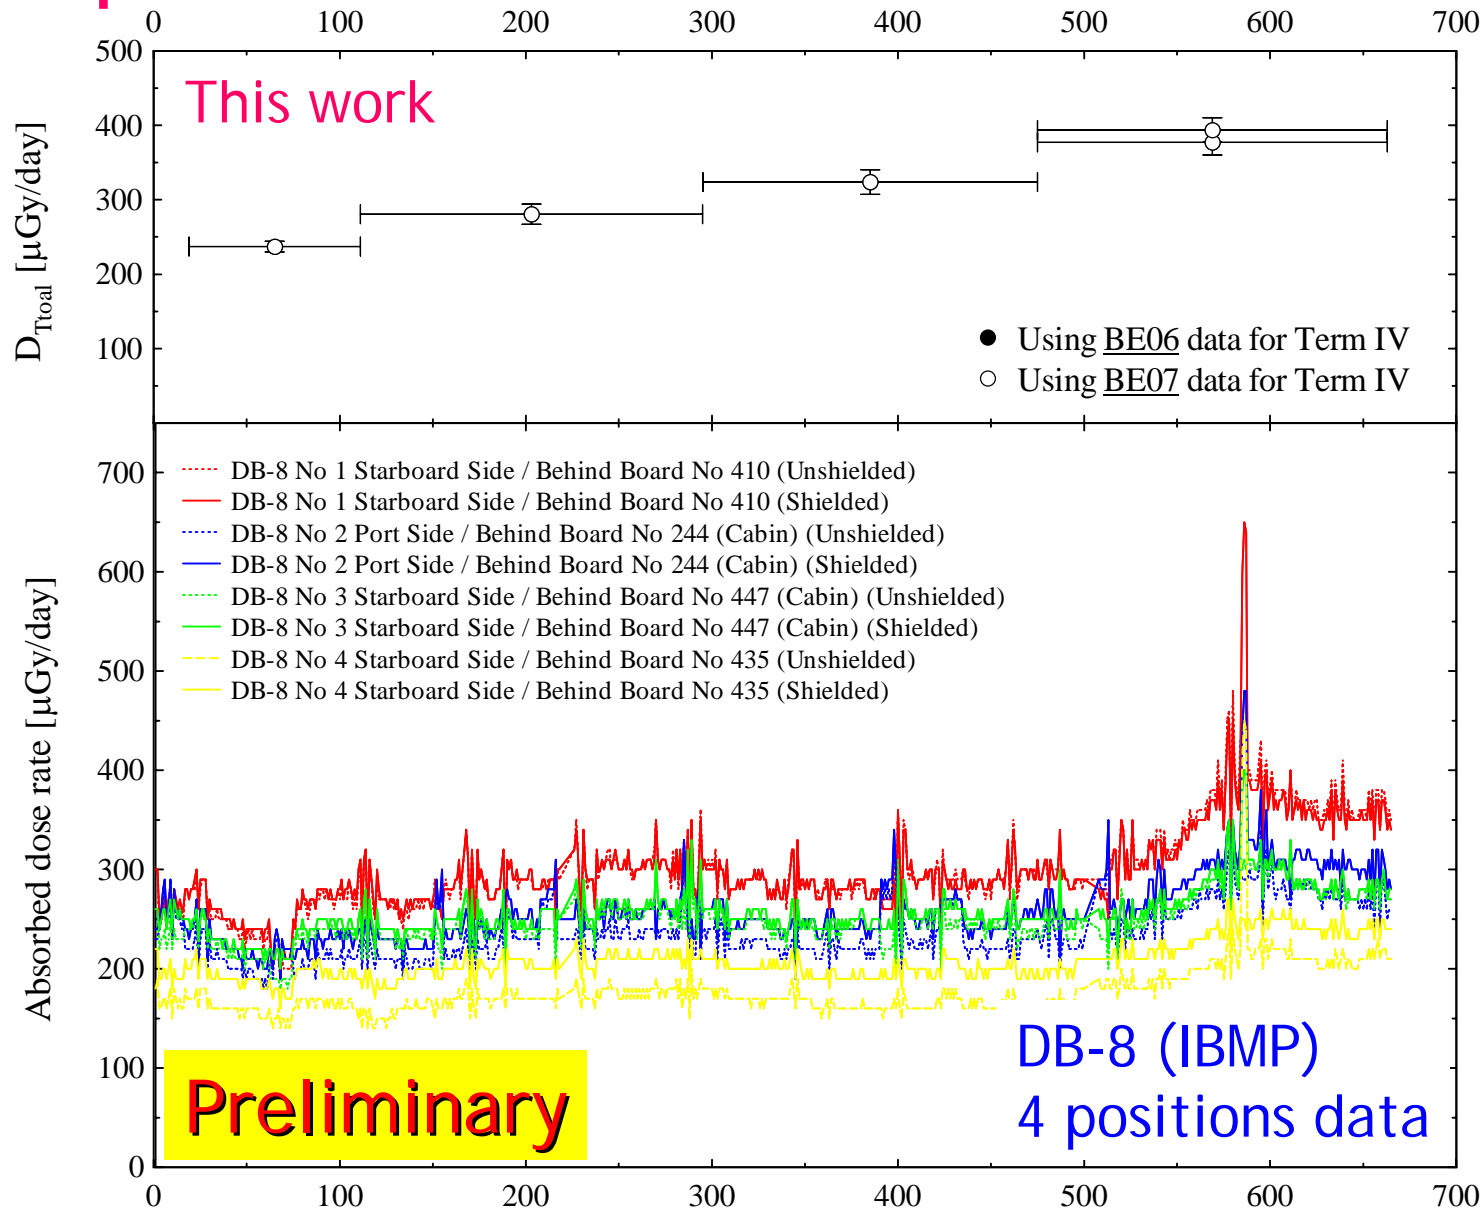 0 100 200 300 400 500 600 700
500
This work
400
300
200
100
D_Ttoal [µGy/day]
Using BE06 data for Term IV
Using BE07 data for Term IV
700
600
500
400
300
200
100
0
Absorbed dose rate [µGy/day]
DB-8 No 1 Starboard Side / Behind Board No 410 (Unshielded)
DB-8 No 1 Starboard Side / Behind Board No 410 (Shielded)
DB-8 No 2 Port Side / Behind Board No 244 (Cabin) (Unshielded)
DB-8 No 2 Port Side / Behind Board No 244 (Cabin) (Shielded)
DB-8 No 3 Starboard Side / Behind Board No 447 (Cabin) (Unshielded)
DB-8 No 3 Starboard Side / Behind Board No 447 (Cabin) (Shielded)
DB-8 No 4 Starboard Side / Behind Board No 435 (Unshielded)
DB-8 No 4 Starboard Side / Behind Board No 435 (Shielded)
Preliminary
DB-8 (IBMP)
4 positions data
0 100 200 300 400 500 600 700